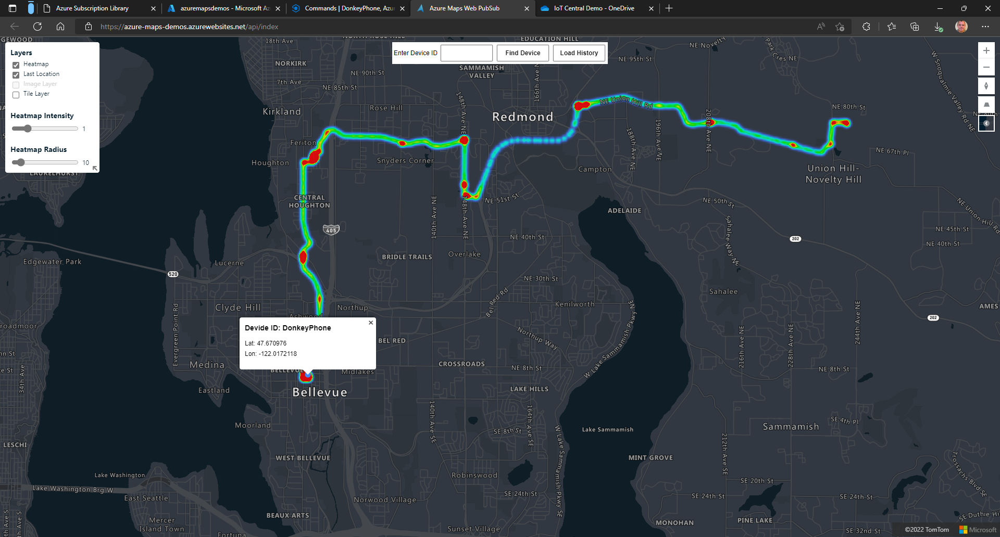 Azure Subscription Library
azuremapsdemos - Microsoft Az
Commands | DonkeyPhone, Azur
Azure Maps Web PubSub
IoT Central Demo - OneDrive
https://azure-maps-demos.azurewebsites.net/api/index
Layers
Heatmap
Last Location
Image Layer
Tile Layer
Heatmap Intensity
1
Heatmap Radius
10
Enter Device ID
Find Device
Load History
EDGEWOOD
18th Ave
NORTH ROSE HILL
EDUCATION HILL
NE Novelty
Park Cres NE
W Snoqualmie Valley Rd NE
NORKIRK
NE 90th St
SAMMAMISH
VALLEY
NE 95th St
7th Ave
NE 85th St
166th Ave N
148th Ave NE
Kirkland
Rose Hill
Redmond
NE Union Hill Rd
208th Ave NE
NE 80th St
196th Ave NE
188th Ave NE
Feriton
Houghton
Snyders Corner
Campton
NE 67th Pl
Union Hill-
Novelty Hill
LAURELHURST
CENTRAL
HOUGHTON
140th Ave NE
148th Ave NE
NE 51st St
NE 50th St
ADELAIDE
Sahalee Way NE
NE Union Hill Rd
405
NE 40th St
202
NE 45th St
NE 40th St
Edgewater Park
Lucerne
BRIDLE TRAILS
Overlake
520
NE 30th St
Bel Red Rd
Sahalee
Clyde Hill
Northup
Kenilworth
Evergreen Point Rd
Ashwood
AMES
202
roadmoor
Devide ID: DonkeyPhone
Lat: 47.670976
Lon: -122.0172118
BEL RED
Northup Way
W Lake Sammamish Pkwy NE
216th Ave NE
228th Ave NE
244th Ave NE
nn St
Medina
CROSSROADS
e St
34th Ave
BELLEVUE
Midlakes
NE 8th St
NE 8th St
Eastland
Bellevue
LAKE HILLS
140th Ave SE
164th Ave SE
Moorland
SE 8th St
Lake Sammamish
SE 4th Pl
Sammamish
LESCHI
W Lake Sammamish Pkwy SE
212th Ave SE
WEST BELLEVUE
MINT GROVE
Trossachs Blvd SE
Lake Washington
Robinswood
SE 20th St
Lake Washington Brg W
East Seattle
SE 24th St
SE 24th St
SE 24th St
Norwood Village
BEAUX ARTS
Mercer
Island Town
Fortuna
Sunset Village
MONOHAN
PINE LAKE
SE Duthie Hi
SE 32nd St
©2022 TomTom
Microsoft